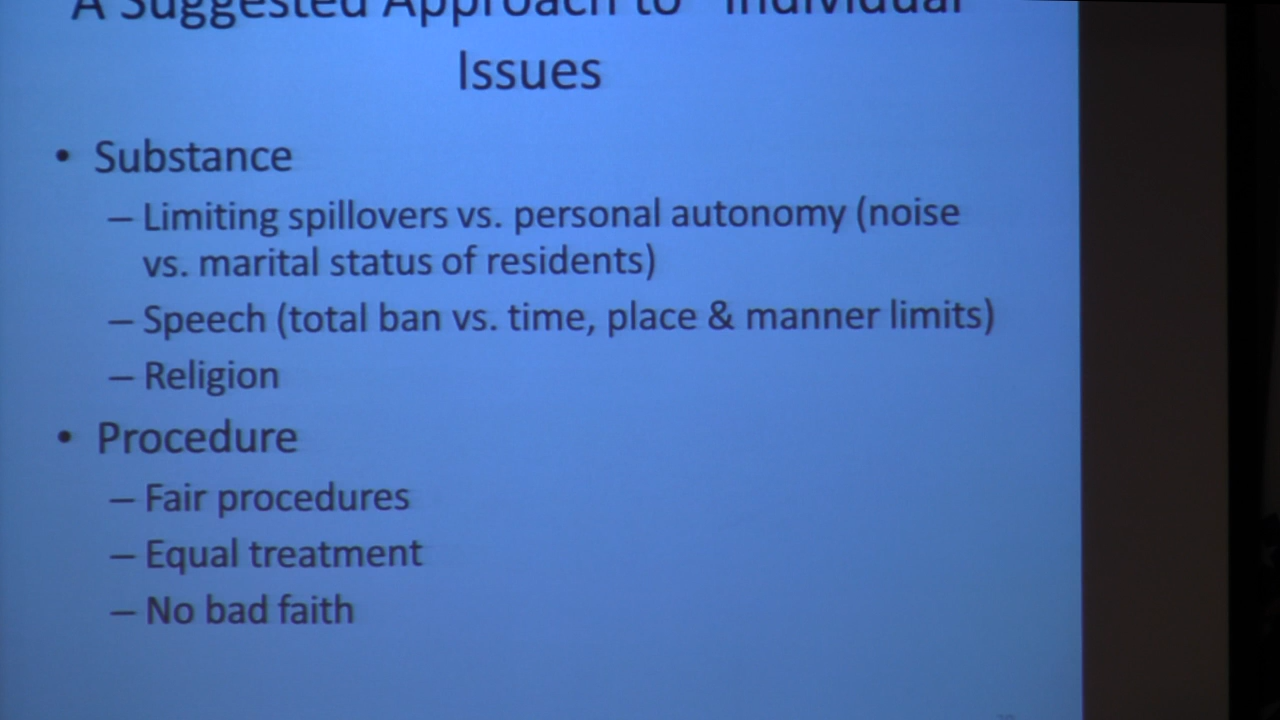 A Suggested Approach to "Individual"
Issues
• Substance
– Limiting spillovers vs. personal autonomy (noise
vs. marital status of residents)
– Speech (total ban vs. time, place & manner limits)
– Religion
• Procedure
– Fair procedures
– Equal treatment
– No bad faith